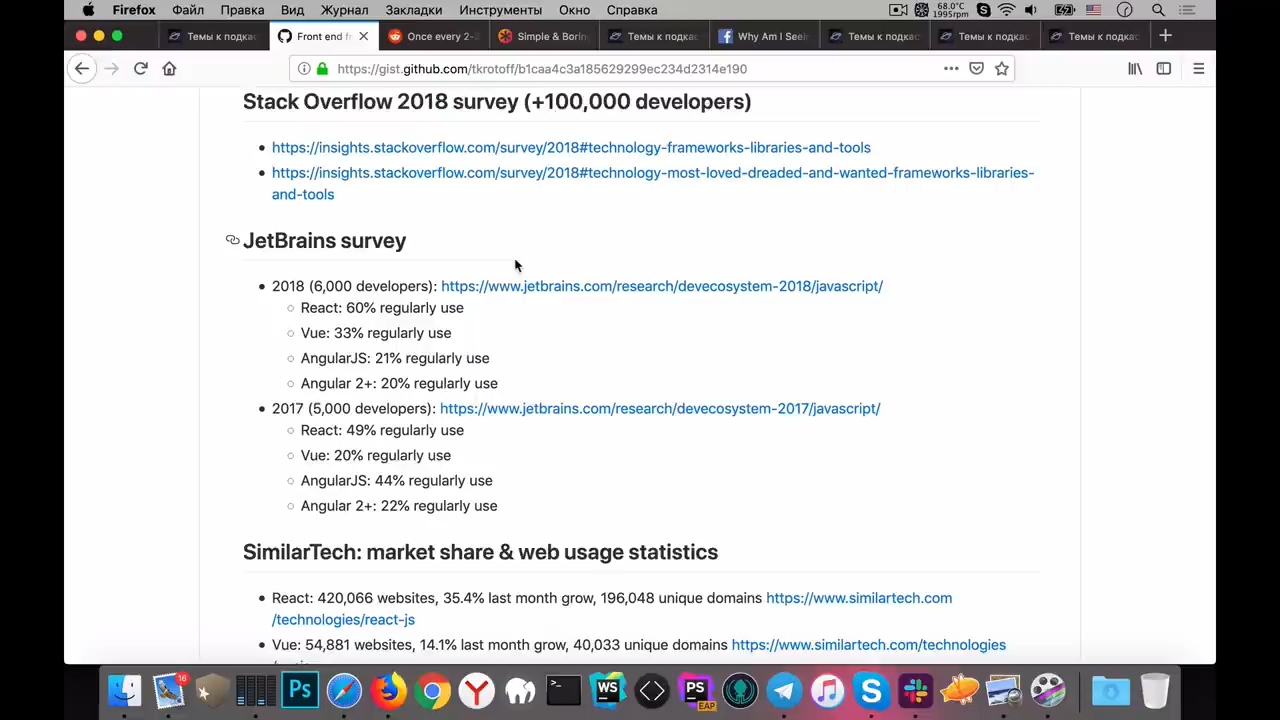 Firefox Файл Правка Вид Журнал Закладки Инструменты Окно Справка 68.0°C 1995rpm
Темы к подкас Front end f Once every 2- Simple & Borin Темы к подкас Why Am I Seein Темы к подкас Темы к подкас Темы к подкас
https://gist.github.com/tkrotoff/b1caa4c3a185629299ec234d2314e190
Stack Overflow 2018 survey (+100,000 developers)
https://insights.stackoverflow.com/survey/2018#technology-frameworks-libraries-and-tools
https://insights.stackoverflow.com/survey/2018#technology-most-loved-dreaded-and-wanted-frameworks-libraries-
and-tools
JetBrains survey
2018 (6,000 developers): https://www.jetbrains.com/research/devecosystem-2018/javascript/
React: 60% regularly use
Vue: 33% regularly use
AngularJS: 21% regularly use
Angular 2+: 20% regularly use
2017 (5,000 developers): https://www.jetbrains.com/research/devecosystem-2017/javascript/
React: 49% regularly use
Vue: 20% regularly use
AngularJS: 44% regularly use
Angular 2+: 22% regularly use
SimilarTech: market share & web usage statistics
React: 420,066 websites, 35.4% last month grow, 196,048 unique domains https://www.similartech.com
/technologies/react-js
Vue: 54,881 websites, 14.1% last month grow, 40,033 unique domains https://www.similartech.com/technologies
16 Ps WS PS EAP